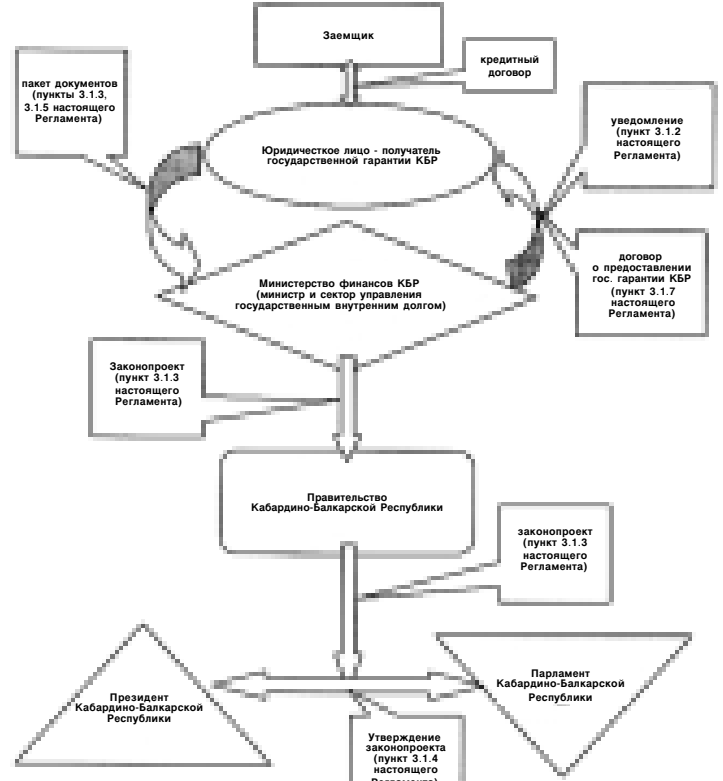 Заемщик
кредитный
договор
пакет документов
(пункты 3.1.3,
3.1.5 настоящего
Регламента)
уведомление
(пункт 3.1.2
настоящего
Регламента)
Юридичесткое лицо - получатель
государственной гарантии КБР
договор
о предоставлении
гос. гарантии КБР
(пункт 3.1.7
настоящего
Регламента)
Министерство финансов КБР
(министр и сектор управления
государственным внутренним долгом)
Законопроект
(пункт 3.1.3
настоящего
Регламента)
Правительство
Кабардино-Балкарской Республики
законопроект
(пункт 3.1.3
настоящего
Регламента)
Президент
Кабардино-Балкарской
Республики
Парламент
Кабардино-Балкарской
Республики
Утверждение
законопроекта
(пункт 3.1.4
настоящего
Регламента)